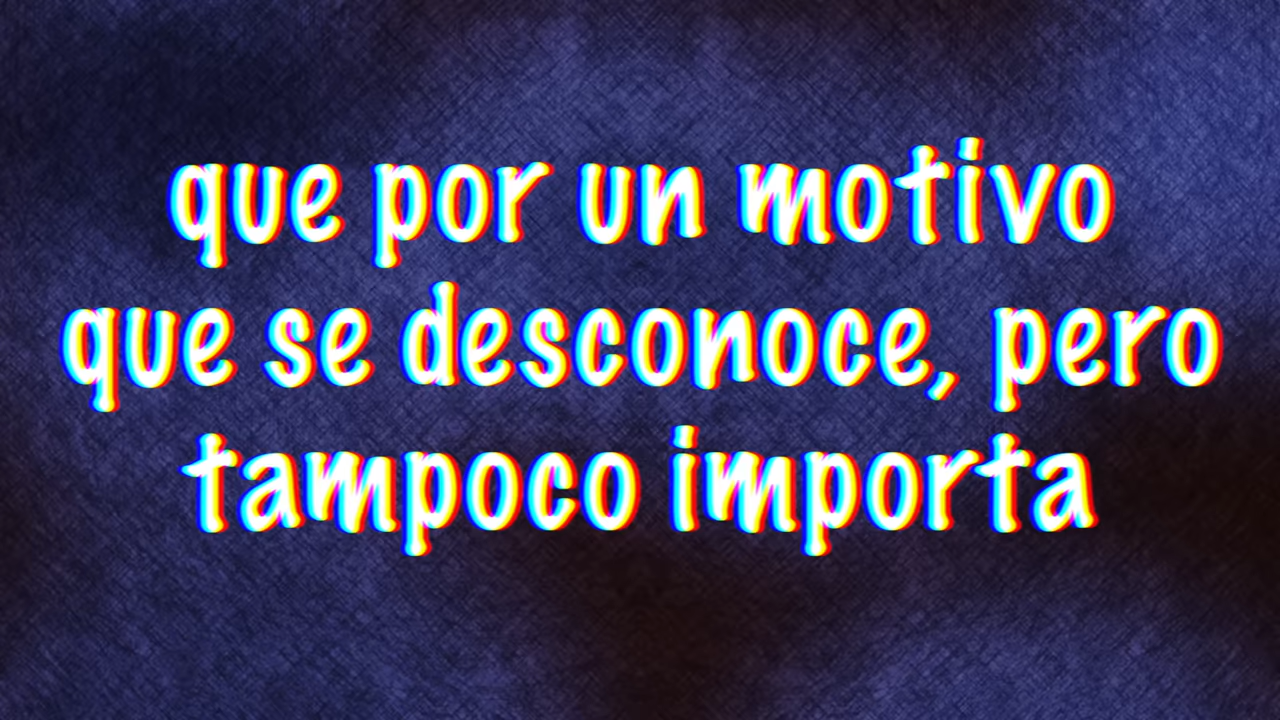 que por un motivo
que se desconoce, pero
tampoco importa